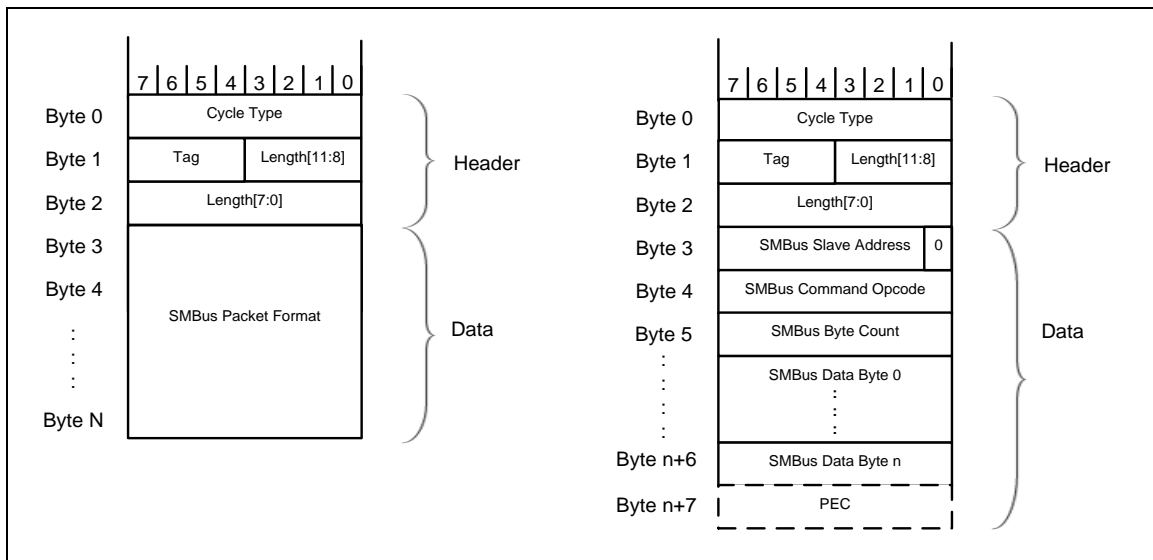 7 6 5 4 3 2 1 0
Byte 0 Cycle Type
Byte 1 Tag Length[11:8]
Byte 2 Length[7:0]
Header
Byte 3
Byte 4
SMBus Packet Format
Data
Byte N
7 6 5 4 3 2 1 0
Byte 0 Cycle Type
Byte 1 Tag Length[11:8]
Byte 2 Length[7:0]
Header
Byte 3 SMBus Slave Address 0
Byte 4 SMBus Command Opcode
Byte 5 SMBus Byte Count
Data
SMBus Data Byte 0
Byte n+6 SMBus Data Byte n
Byte n+7 PEC